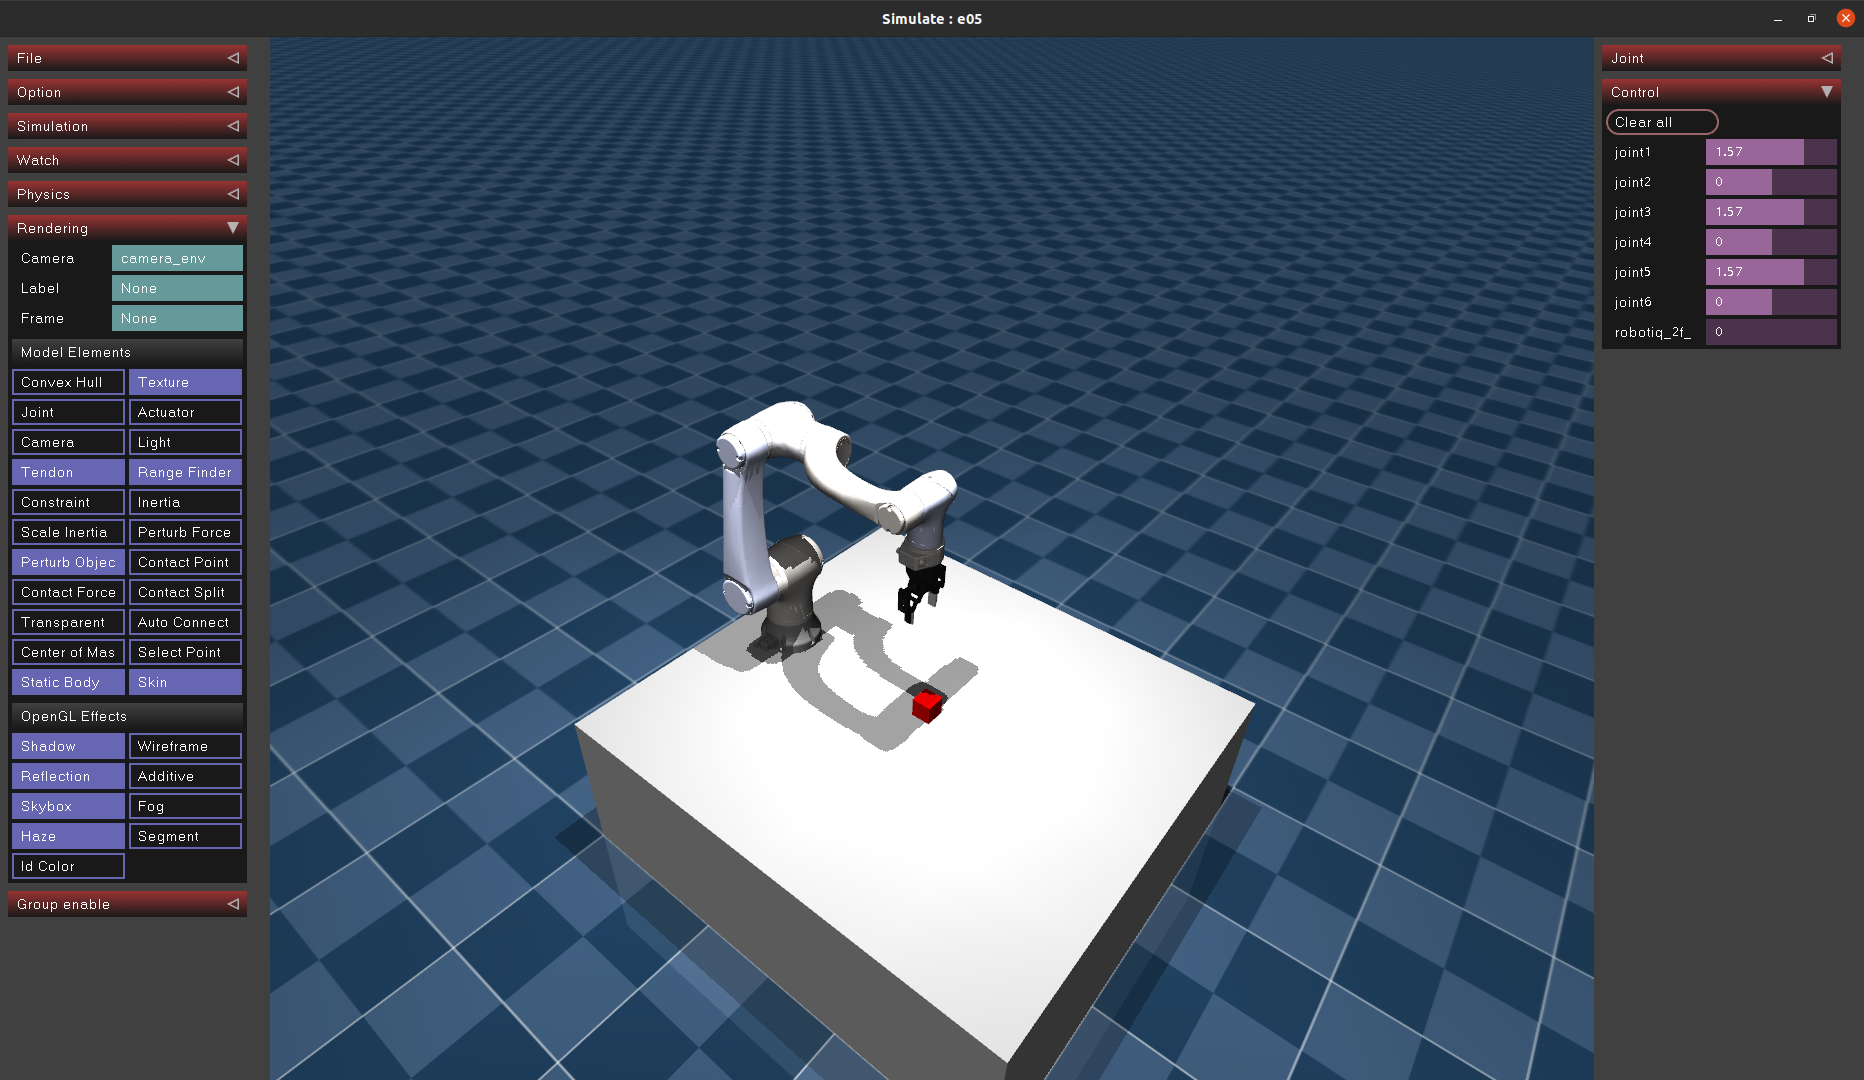 Simulate : e05
File
Option
Simulation
Watch
Physics
Rendering
Camera camera_env
Label None
Frame None
Model Elements
Convex Hull Texture
Joint Actuator
Camera Light
Tendon Range Finder
Constraint Inertia
Scale Inertia Perturb Force
Perturb Objec Contact Point
Contact Force Contact Split
Transparent Auto Connect
Center of Mas Select Point
Static Body Skin
OpenGL Effects
Shadow Wireframe
Reflection Additive
Skybox Fog
Haze Segment
Id Color
Group enable
Joint
Control
Clear all
joint1 1.57
joint2 0
joint3 1.57
joint4 0
joint5 1.57
joint6 0
robotiq_2f_ 0